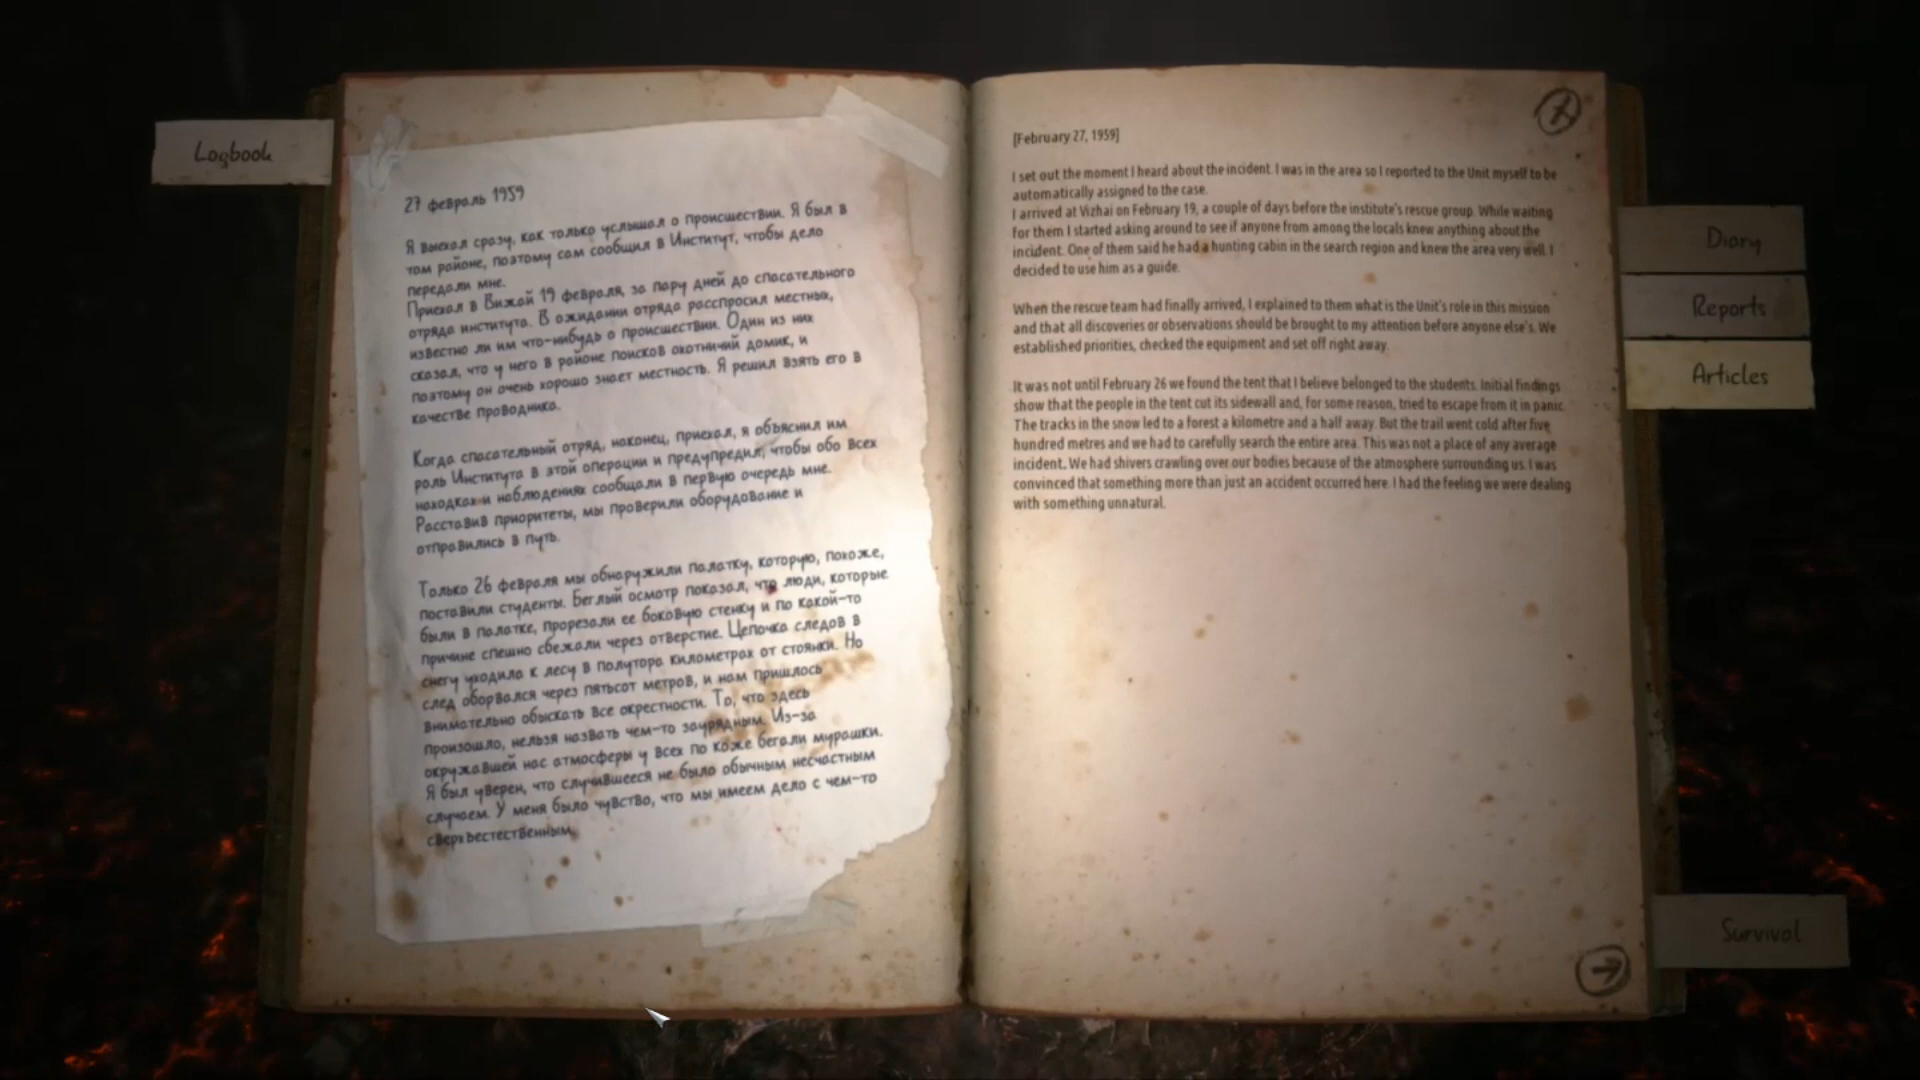 Logbook
27 февраль 1959
Я выехал сразу, как только услышал о происшествии. Я был в
том районе, поэтому сам сообщил в Институт, чтобы дело
передали мне.
Приехал в Вижай 19 февраля, за пару дней до спасательного
отряда института. В ожидании отряда расспросил местных,
известно ли им что-нибудь о происшествии. Один из них
сказал, что у него в районе поисков охотничий домик, и
поэтому он очень хорошо знает местность. Я решил взять его в
качестве проводника.
Когда спасательный отряд, наконец, приехал, я объяснил им
роль Института в этой операции и предупредил, чтобы обо всех
находках и наблюдениях сообщали в первую очередь мне.
Расставив приоритеты, мы проверили оборудование и
отправились в путь.
Только 26 февраля мы обнаружили палатку, которую, похоже,
поставили студенты. Беглый осмотр показал, что люди, которые
были в палатке, прорезали ее боковую стенку и по какой-то
причине спешно сбежали через отверстие. Цепочка следов в
снегу уходила к лесу в полутора километрах от стоянки. Но
след оборвался через пятьсот метров, и нам пришлось
внимательно обыскать все окрестности. То, что здесь
произошло, нельзя назвать чем-то заурядным. Из-за
окружавшей нас атмосферы у всех по коже бегали мурашки.
Я был уверен, что случившееся не было обычным несчастным
случаем. У меня было чувство, что мы имеем дело с чем-то
сверхъестественным.
[February 27, 1959]
I set out the moment I heard about the incident. I was in the area so I reported to the Unit myself to be
automatically assigned to the case.
I arrived at Vizhai on February 19, a couple of days before the institute's rescue group. While waiting
for them I started asking around to see if anyone from among the locals knew anything about the
incident. One of them said he had a hunting cabin in the search region and knew the area very well. I
decided to use him as a guide.
When the rescue team had finally arrived, I explained to them what is the Unit's role in this mission
and that all discoveries or observations should be brought to my attention before anyone else's. We
established priorities, checked the equipment and set off right away.
It was not until February 26 we found the tent that I believe belonged to the students. Initial findings
show that the people in the tent cut its sidewall and, for some reason, tried to escape from it in panic.
The tracks in the snow led to a forest a kilometre and a half away. But the trail went cold after five
hundred metres and we had to carefully search the entire area. This was not a place of any average
incident. We had shivers crawling over our bodies because of the atmosphere surrounding us. I was
convinced that something more than just an accident occurred here. I had the feeling we were dealing
with something unnatural.
Diary
Reports
Articles
Survival